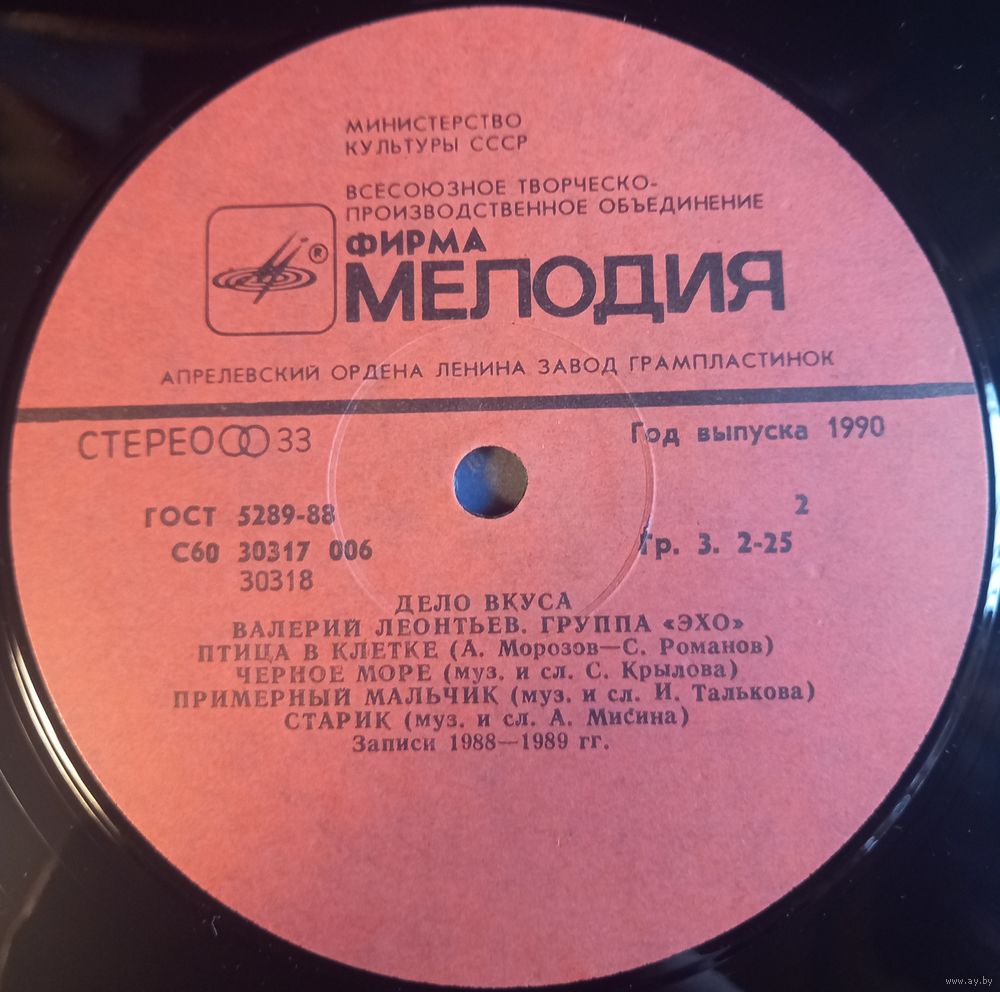 МИНИСТЕРСТВО
КУЛЬТУРЫ СССР
ВСЕСОЮЗНОЕ ТВОРЧЕСКО-
ПРОИЗВОДСТВЕННОЕ ОБЪЕДИНЕНИЕ
®
ФИРМА
МЕЛОДИЯ
АПРЕЛЕВСКИЙ ОРДЕНА ЛЕНИНА ЗАВОД ГРАМПЛАСТИНОК
СТЕРЕО 33
Год выпуска 1990
ГОСТ 5289-88
2
С60 30317 006
Гр. 3. 2-25
30318
ДЕЛО ВКУСА
ВАЛЕРИЙ ЛЕОНТЬЕВ. ГРУППА «ЭХО»
ПТИЦА В КЛЕТКЕ (А. Морозов—С. Романов)
ЧЕРНОЕ МОРЕ (муз. и сл. С. Крылова)
ПРИМЕРНЫЙ МАЛЬЧИК (муз. и сл. И. Талькова)
СТАРИК (муз. и сл. А. Мисина)
Записи 1988—1989 гг.
www.ay.by